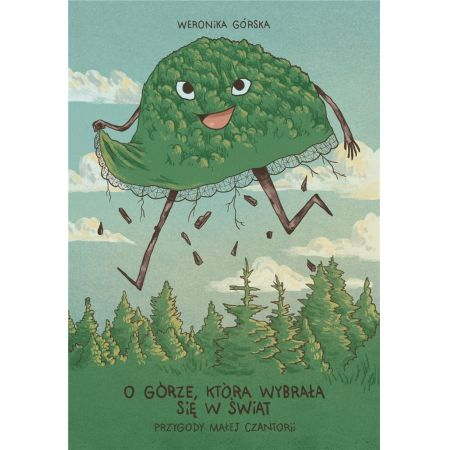 WERONIKA GÓRSKA
O GÓRZE, KTÓRA WYBRAŁA
SIĘ W ŚWIAT
PRZYGODY MAŁEJ CZANTORII